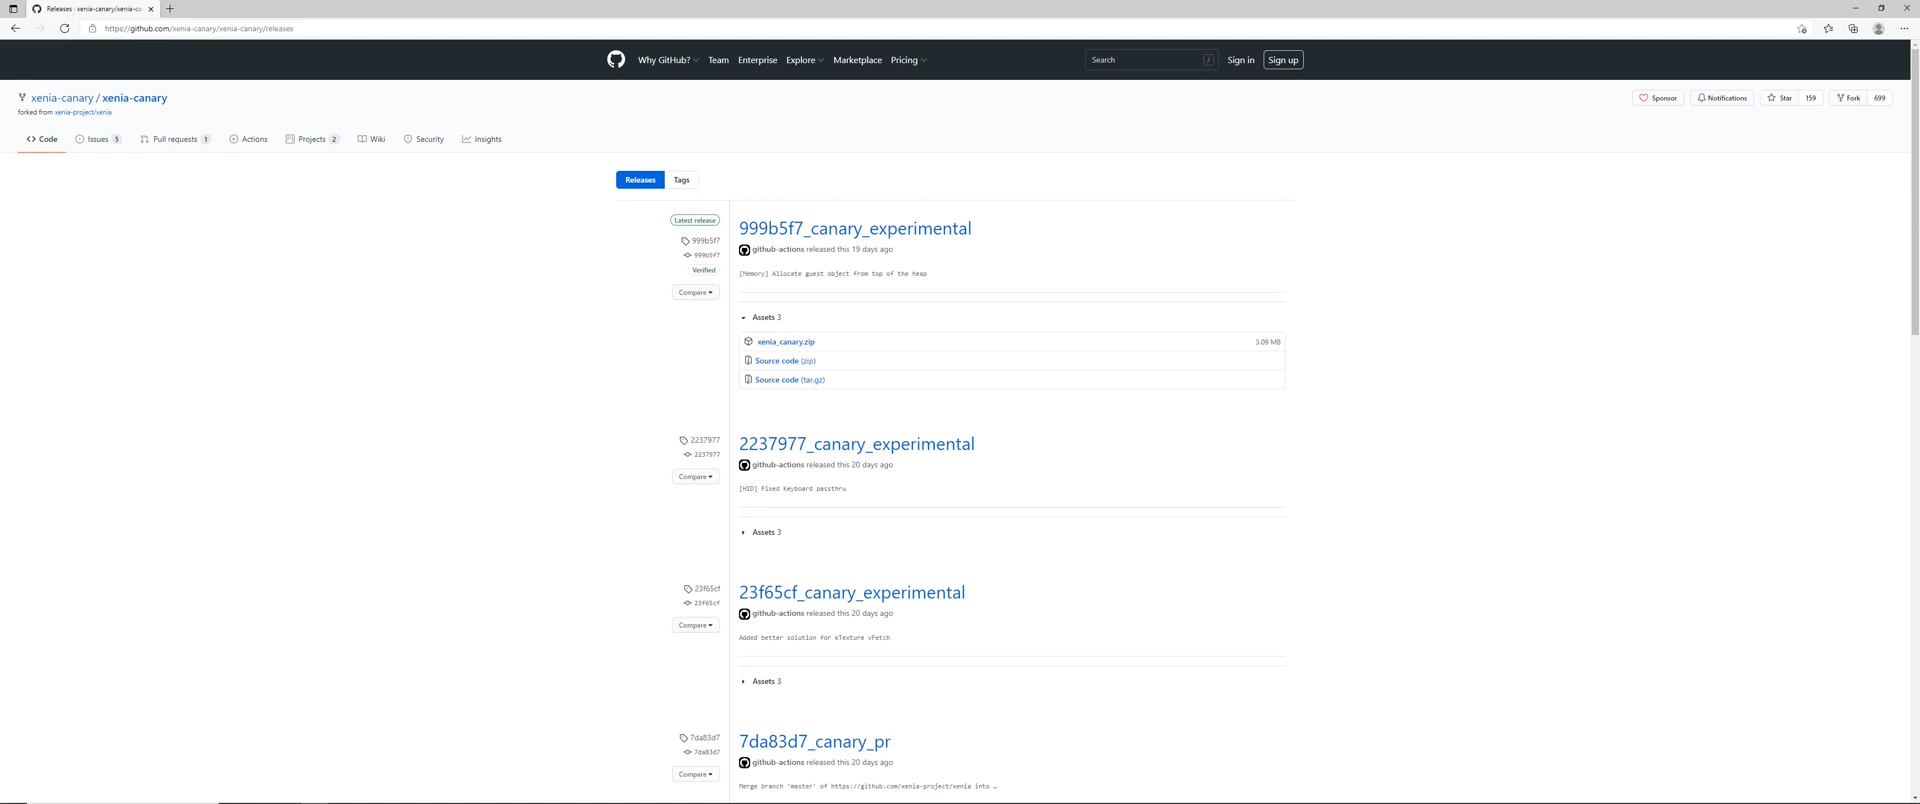 Releases · xenia-canary/xenia-ca
https://github.com/xenia-canary/xenia-canary/releases
Why GitHub? Team Enterprise Explore Marketplace Pricing Search / Sign in Sign up
xenia-canary / xenia-canary
Sponsor Notifications Star 159 Fork 699
forked from xenia-project/xenia
Code Issues 5 Pull requests 1 Actions Projects 2 Wiki Security Insights
Releases Tags
Latest release
999b5f7
999b5f7
Verified
Compare
999b5f7_canary_experimental
github-actions released this 19 days ago
[Memory] Allocate guest object from top of the heap
Assets 3
xenia_canary.zip 3.09 MB
Source code (zip)
Source code (tar.gz)
2237977
2237977
Compare
2237977_canary_experimental
github-actions released this 20 days ago
[HID] Fixed Keyboard passthru
Assets 3
23f65cf
23f65cf
Compare
23f65cf_canary_experimental
github-actions released this 20 days ago
Added better solution for kTexture vFetch
Assets 3
7da83d7
7da83d7
Compare
7da83d7_canary_pr
github-actions released this 20 days ago
Merge branch 'master' of https://github.com/xenia-project/xenia into …